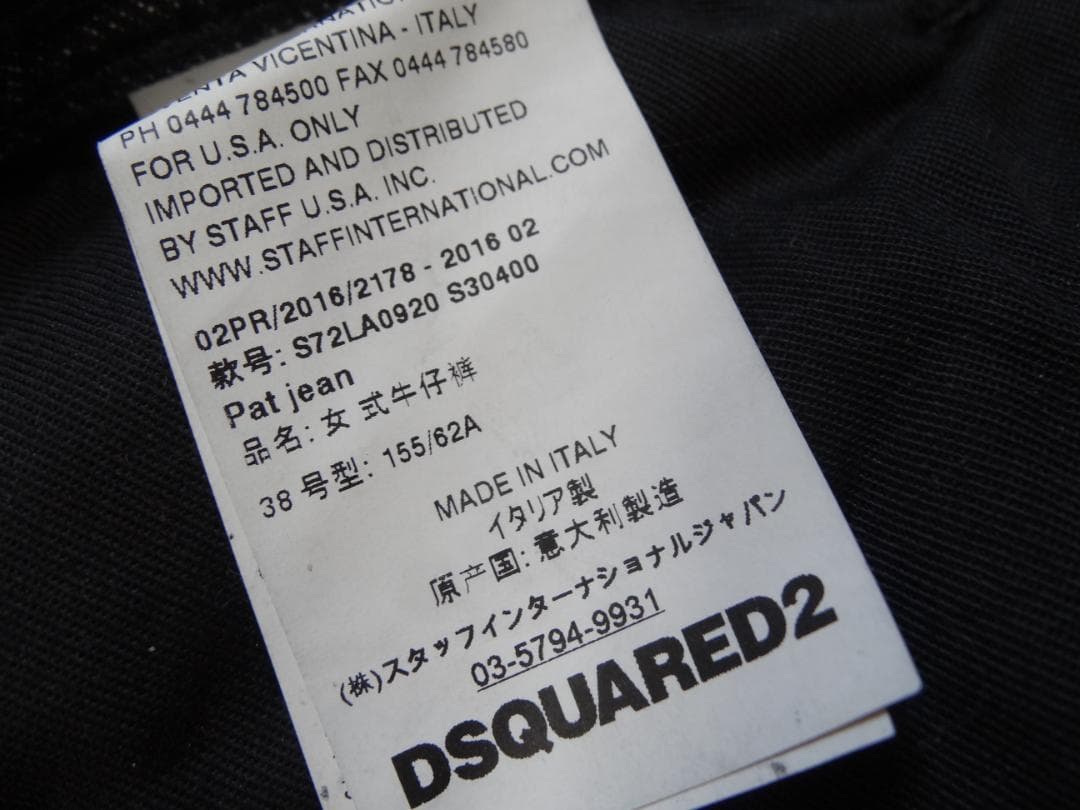 VICENTINA - ITALY
PH 0444 784500 FAX 0444 784580
FOR U.S.A. ONLY
IMPORTED AND DISTRIBUTED
BY STAFF U.S.A. INC.
WWW.STAFFINTERNATIONAL.COM
02PR/2016/2178 - 2016 02
款号: S72LA0920 S30400
Pat jean
品名: 女式牛仔裤
38 号型: 155/62A
MADE IN ITALY
イタリア製
原产国: 意大利製造
(株)スタッフインターナショナルジャパン
03-5794-9931
DSQUARED2